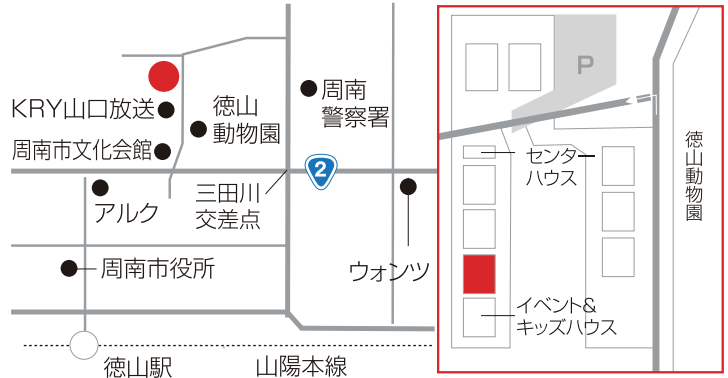 KRY山口放送
周南市文化会館
徳山
動物園
周南
警察署
2
三田川
交差点
アルク
周南市役所
ウォンツ
徳山駅
山陽本線
P
センター
ハウス
徳山動物園
イベント&
キッズハウス